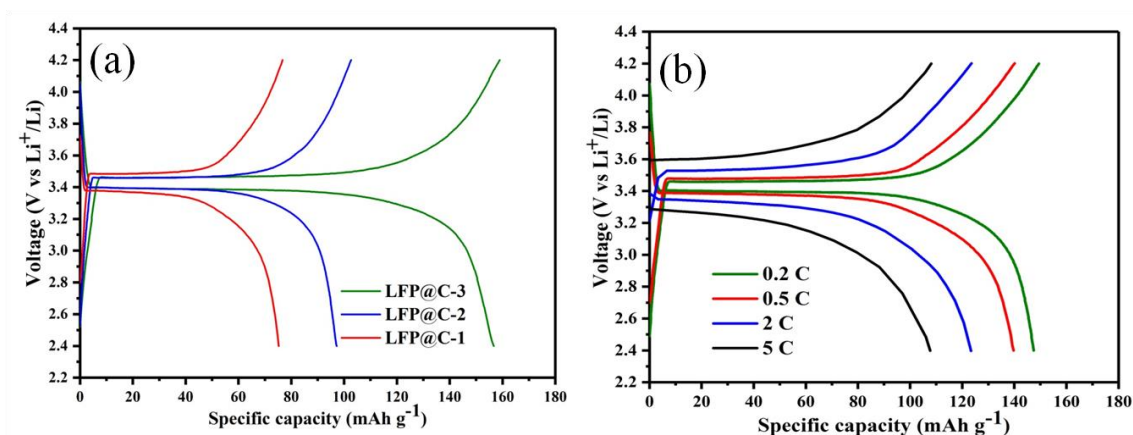 (a)
Voltage (V vs Li+/Li)
4.4
4.2
4.0
3.8
3.6
3.4
3.2
3.0
2.8
2.6
2.4
2.2
LFP@C-3
LFP@C-2
LFP@C-1
0 20 40 60 80 100 120 140 160 180
Specific capacity (mAh g-1)
(b)
Voltage (V vs Li+/Li)
4.4
4.2
4.0
3.8
3.6
3.4
3.2
3.0
2.8
2.6
2.4
2.2
0.2 C
0.5 C
2 C
5 C
0 20 40 60 80 100 120 140 160 180
Specific capacity (mAh g-1)